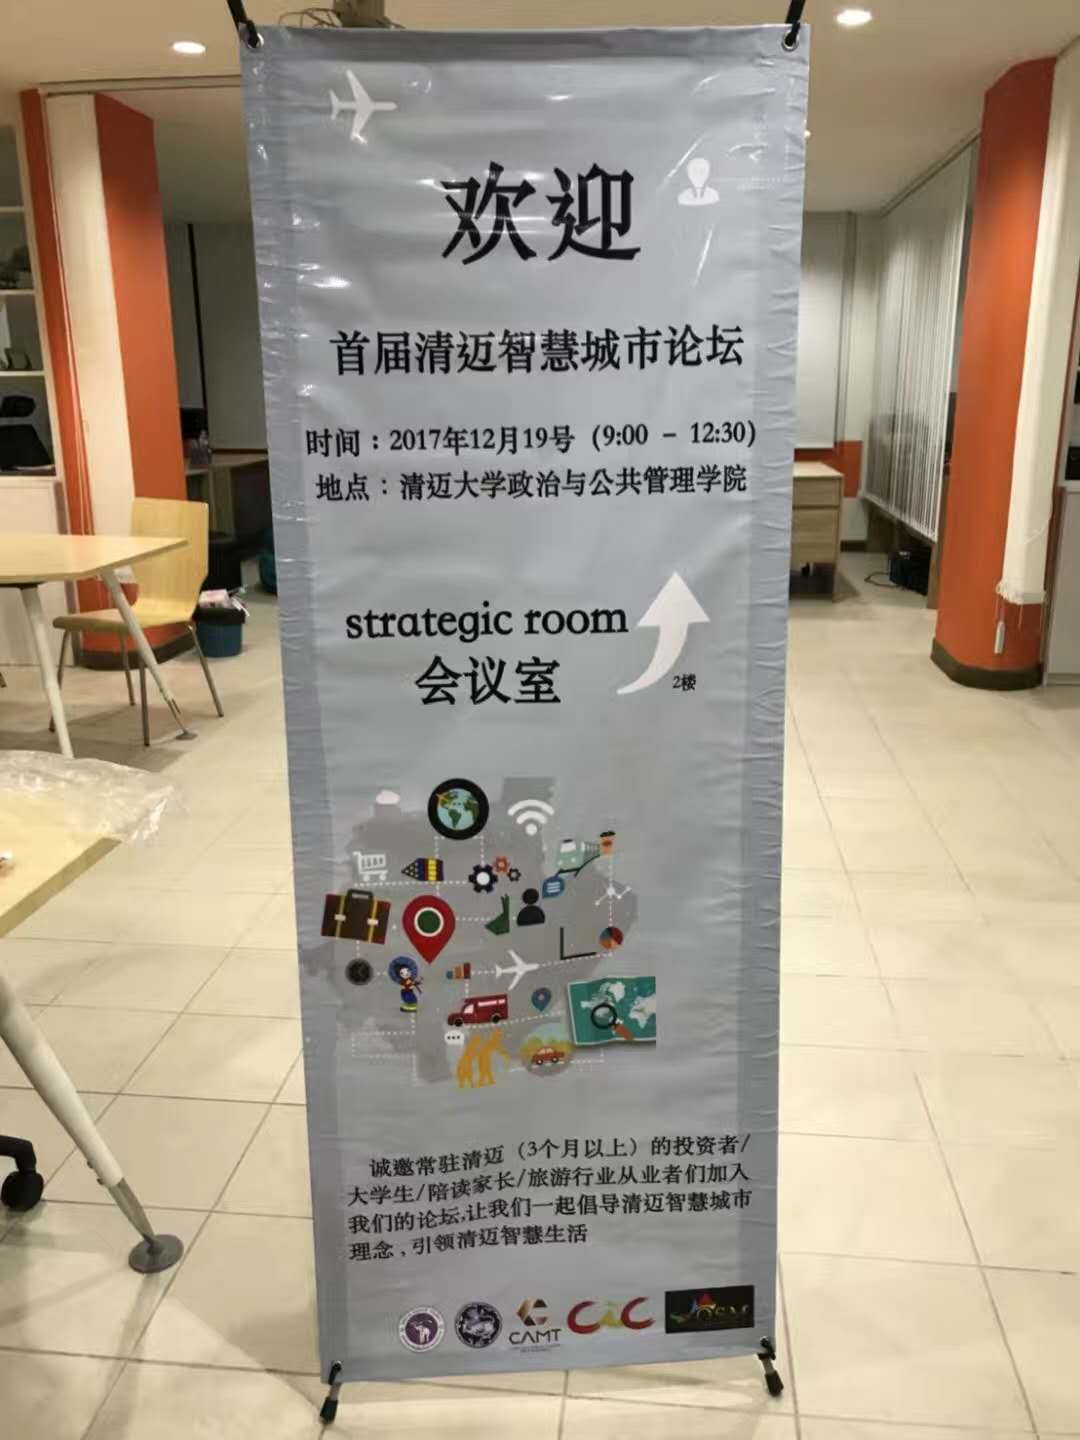 欢迎
首届清迈智慧城市论坛
时间：2017年12月19号（9:00 - 12:30)
地点：清迈大学政治与公共管理学院
strategic room
会议室
2楼
诚邀常驻清迈（3个月以上）的投资者/
大学生/陪读家长/旅游行业从业者们加入
我们的论坛,让我们一起倡导清迈智慧城市
理念、引领清迈智慧生活
CAMT
CIC